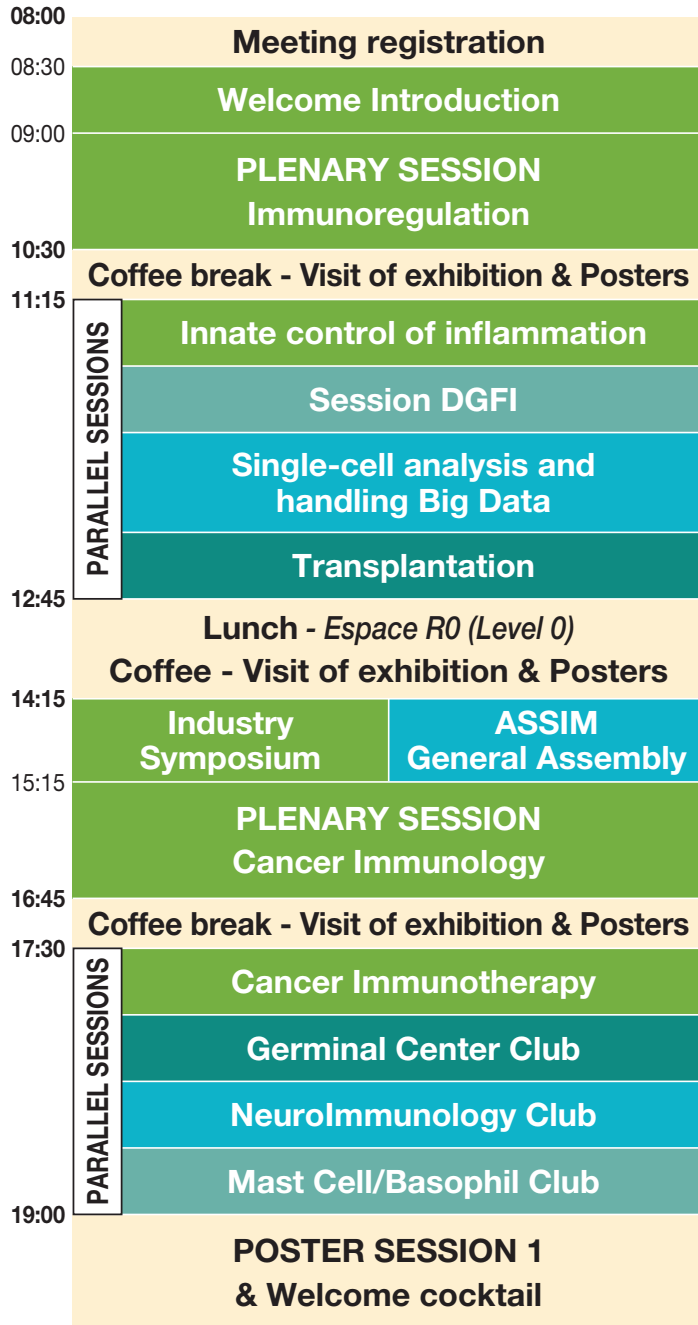 08:00
Meeting registration
08:30
Welcome Introduction
09:00
PLENARY SESSION
Immunoregulation
10:30
Coffee break - Visit of exhibition & Posters
11:15
PARALLEL SESSIONS
Innate control of inflammation
Session DGFI
Single-cell analysis and
handling Big Data
Transplantation
12:45
Lunch - Espace R0 (Level 0)
Coffee - Visit of exhibition & Posters
14:15
Industry
Symposium
ASSIM
General Assembly
15:15
PLENARY SESSION
Cancer Immunology
16:45
Coffee break - Visit of exhibition & Posters
17:30
PARALLEL SESSIONS
Cancer Immunotherapy
Germinal Center Club
NeuroImmunology Club
Mast Cell/Basophil Club
19:00
POSTER SESSION 1
& Welcome cocktail